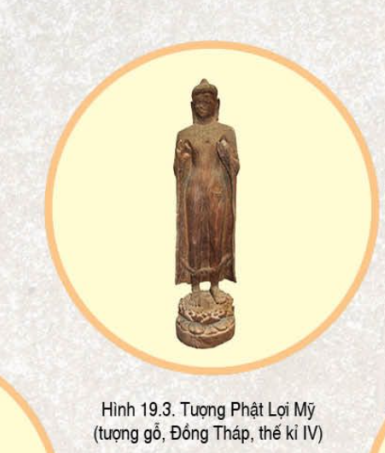 Hình 19.3. Tượng Phật Lợi Mỹ
(tượng gỗ, Đồng Tháp, thế kỉ IV)